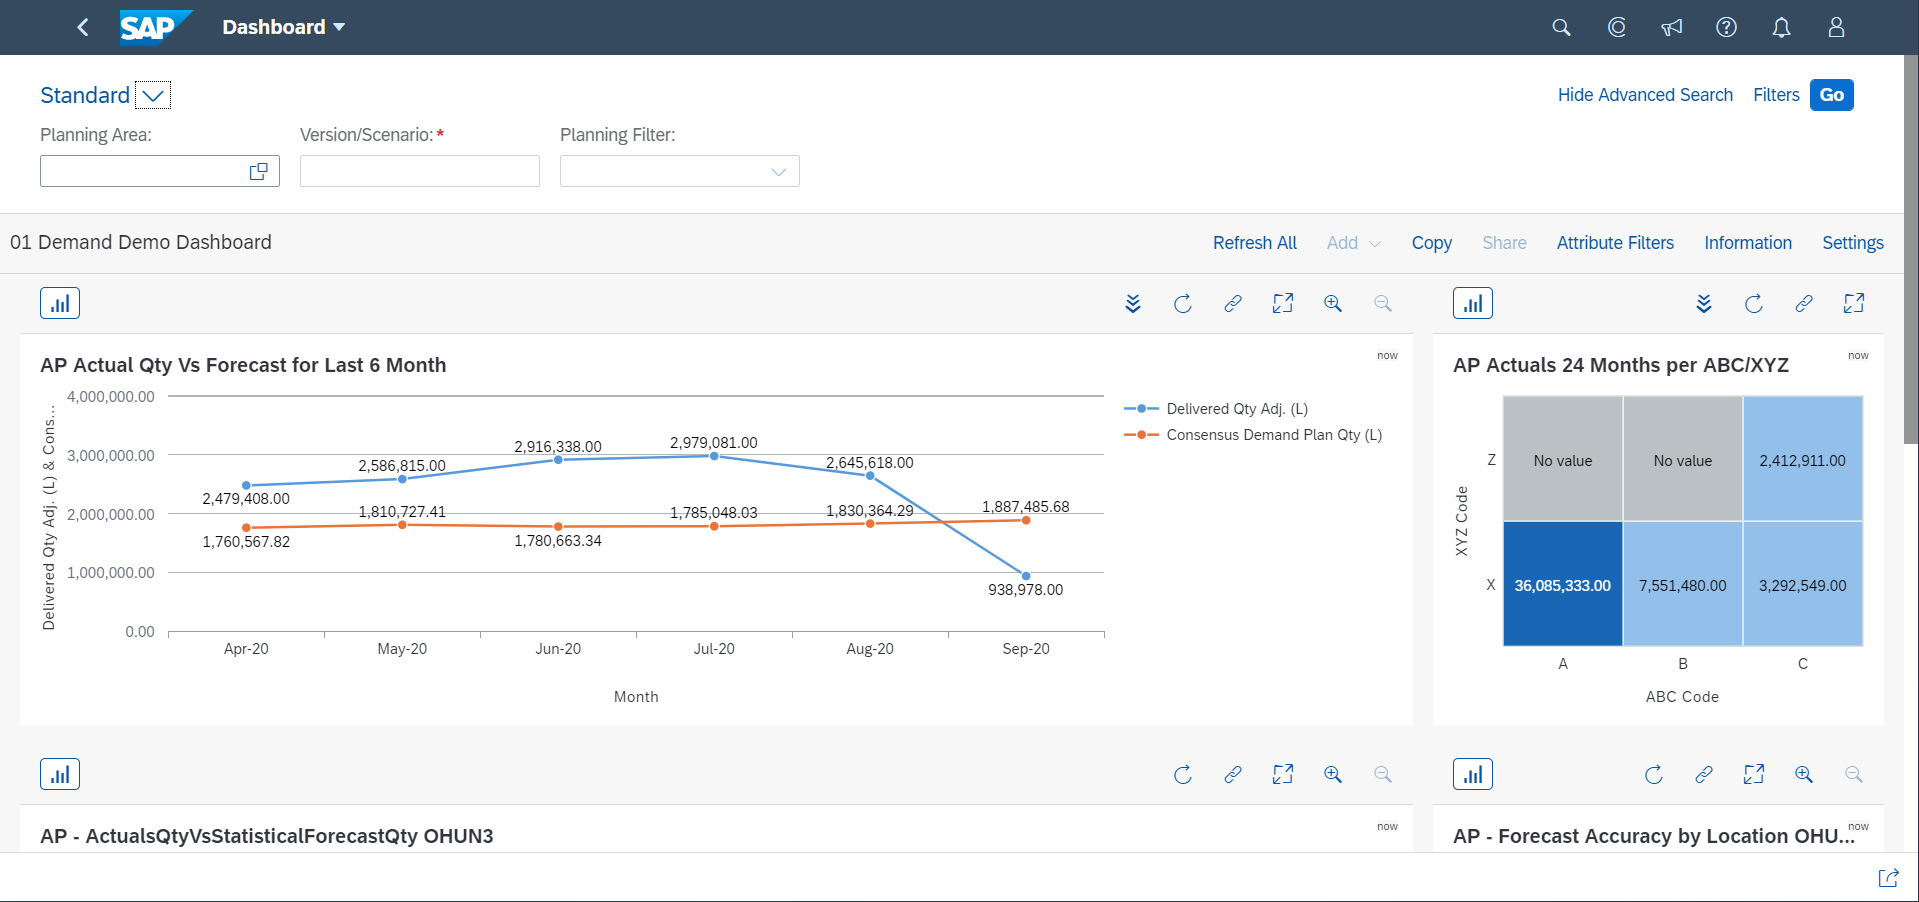 SAP Dashboard
Standard
Hide Advanced Search Filters Go
Planning Area: Version/Scenario:* Planning Filter:
01 Demand Demo Dashboard
Refresh All Add Copy Share Attribute Filters Information Settings
AP Actual Qty Vs Forecast for Last 6 Month
now
Delivered Qty Adj. (L) & Cons...
4,000,000.00
3,000,000.00
2,000,000.00
1,000,000.00
0.00
2,479,408.00
2,586,815.00
2,916,338.00
2,979,081.00
2,645,618.00
938,978.00
1,760,567.82
1,810,727.41
1,780,663.34
1,785,048.03
1,830,364.29
1,887,485.68
Apr-20 May-20 Jun-20 Jul-20 Aug-20 Sep-20
Month
Delivered Qty Adj. (L)
Consensus Demand Plan Qty (L)
AP Actuals 24 Months per ABC/XYZ
now
XYZ Code
Z No value No value 2,412,911.00
X 36,085,333.00 7,551,480.00 3,292,549.00
A B C
ABC Code
AP - ActualsQtyVsStatisticalForecastQty OHUN3
now
AP - Forecast Accuracy by Location OHU...
now